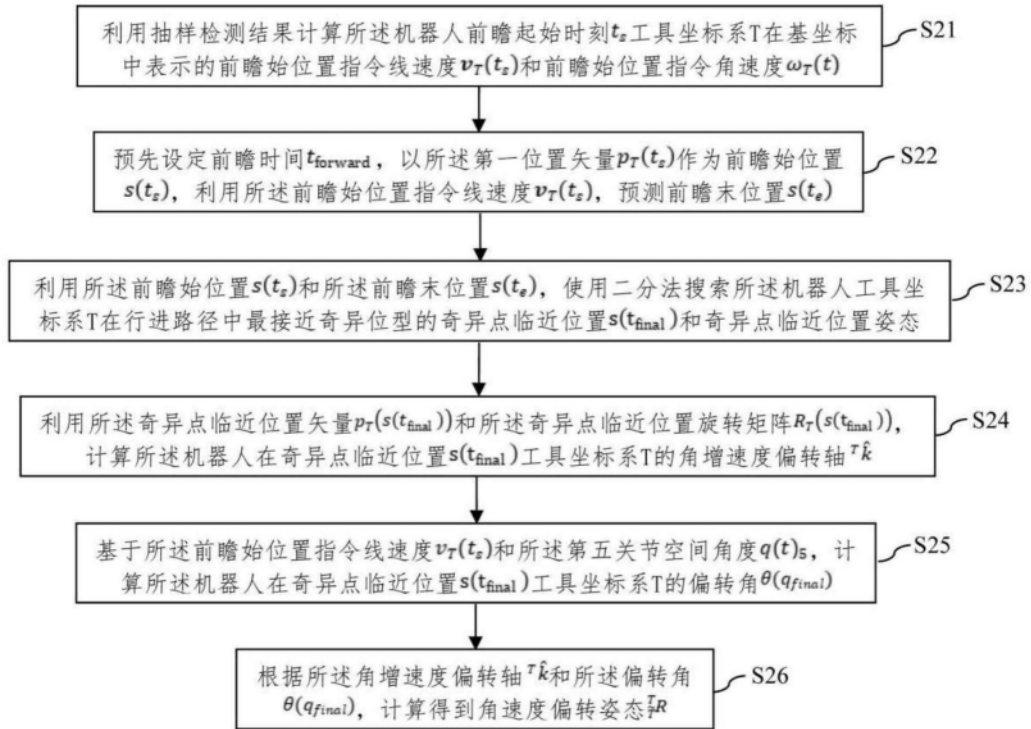 利用抽样检测结果计算所述机器人前瞻起始时刻t_s工具坐标系T在基坐标
中表示的前瞻始位置指令线速度v_T(t_s)和前瞻始位置指令角速度ω_T(t)
S21
预先设定前瞻时间t_forward，以所述第一位置矢量p_T(t_s)作为前瞻始位置
s(t_s)，利用所述前瞻始位置指令线速度v_T(t_s)，预测前瞻末位置s(t_e)
S22
利用所述前瞻始位置s(t_s)和所述前瞻末位置s(t_e)，使用二分法搜索所述机器人工具坐
标系T在行进路径中最接近奇异位型的奇异点临近位置s(t_final)和奇异点临近位置姿态
S23
利用所述奇异点临近位置矢量p_T(s(t_final))和所述奇异点临近位置旋转矩阵R_T(s(t_final))，
计算所述机器人在奇异点临近位置s(t_final)工具坐标系T的角增速度偏转轴^T k̂
S24
基于所述前瞻始位置指令线速度v_T(t_s)和所述第五关节空间角度q(t)_5，计
算所述机器人在奇异点临近位置s(t_final)工具坐标系T的偏转角θ(q_final)
S25
根据所述角增速度偏转轴^T k̂和所述偏转角
θ(q_final)，计算得到角速度偏转姿态R
S26